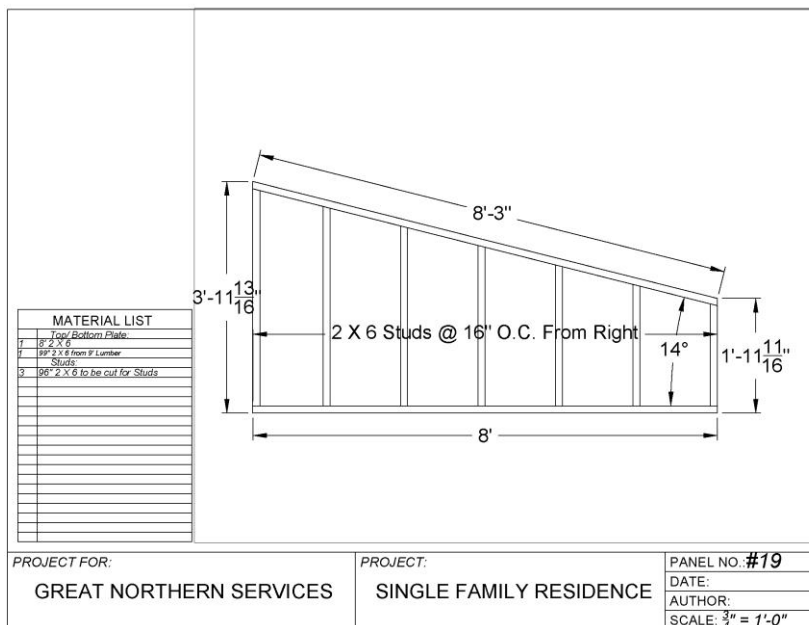 8'-3"
3'-11 13/16"
2 X 6 Studs @ 16" O.C. From Right
14°
1'-11 11/16"
8'
MATERIAL LIST
Top/ Bottom Plate:
1 8' 2 X 6
1 99" 2 X 6 from 9' Lumber
Studs:
3 96" 2 X 6 to be cut for Studs
PROJECT FOR:
GREAT NORTHERN SERVICES
PROJECT:
SINGLE FAMILY RESIDENCE
PANEL NO.: #19
DATE:
AUTHOR:
SCALE: 3/4" = 1'-0"